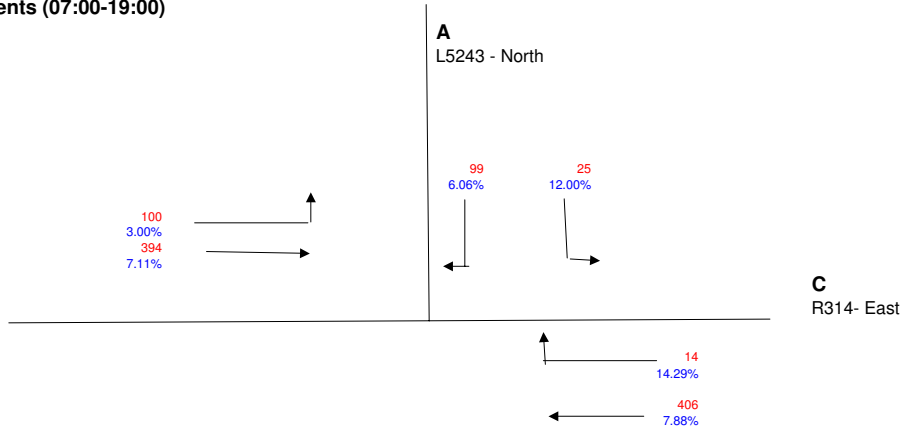 ents (07:00-19:00)
A
L5243 - North
99
6.06%
25
12.00%
100
3.00%
394
7.11%
C
R314- East
14
14.29%
406
7.88%